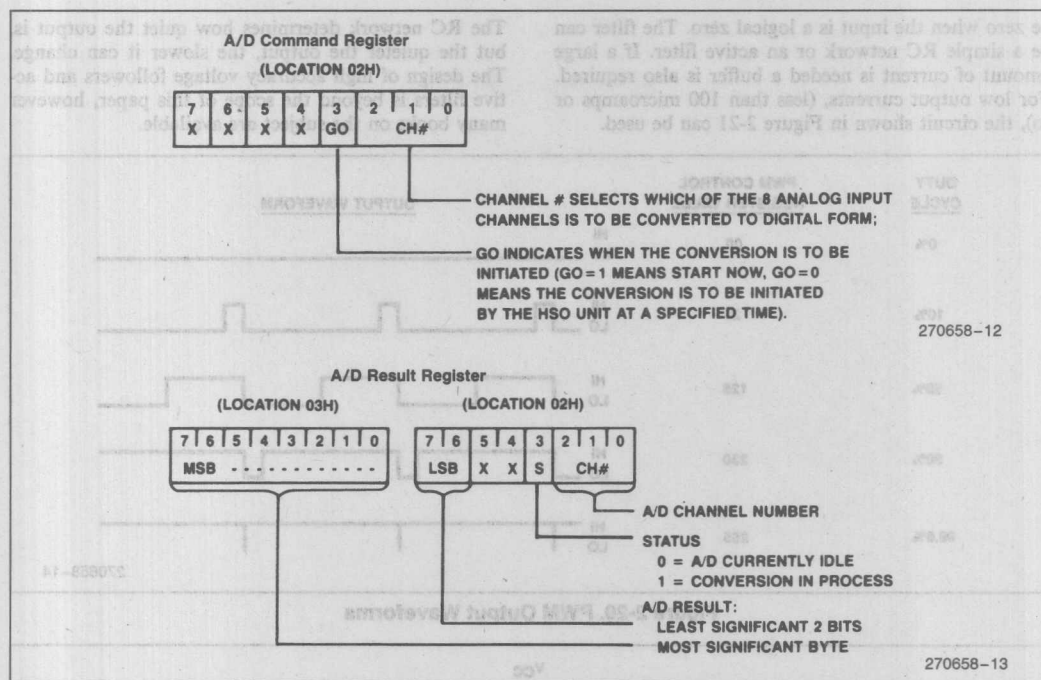 A/D Command Register
(LOCATION 02H)
7 6 5 4 3 2 1 0
X X X X GO CH#
CHANNEL # SELECTS WHICH OF THE 8 ANALOG INPUT
CHANNELS IS TO BE CONVERTED TO DIGITAL FORM;
GO INDICATES WHEN THE CONVERSION IS TO BE
INITIATED (GO=1 MEANS START NOW, GO=0
MEANS THE CONVERSION IS TO BE INITIATED
BY THE HSO UNIT AT A SPECIFIED TIME).
270658-12
A/D Result Register
(LOCATION 03H) (LOCATION 02H)
7 6 5 4 3 2 1 0 7 6 5 4 3 2 1 0
MSB - - - - - - - - - - - LSB X X S CH#
A/D CHANNEL NUMBER
STATUS
0 = A/D CURRENTLY IDLE
1 = CONVERSION IN PROCESS
A/D RESULT:
LEAST SIGNIFICANT 2 BITS
MOST SIGNIFICANT BYTE
270658-13